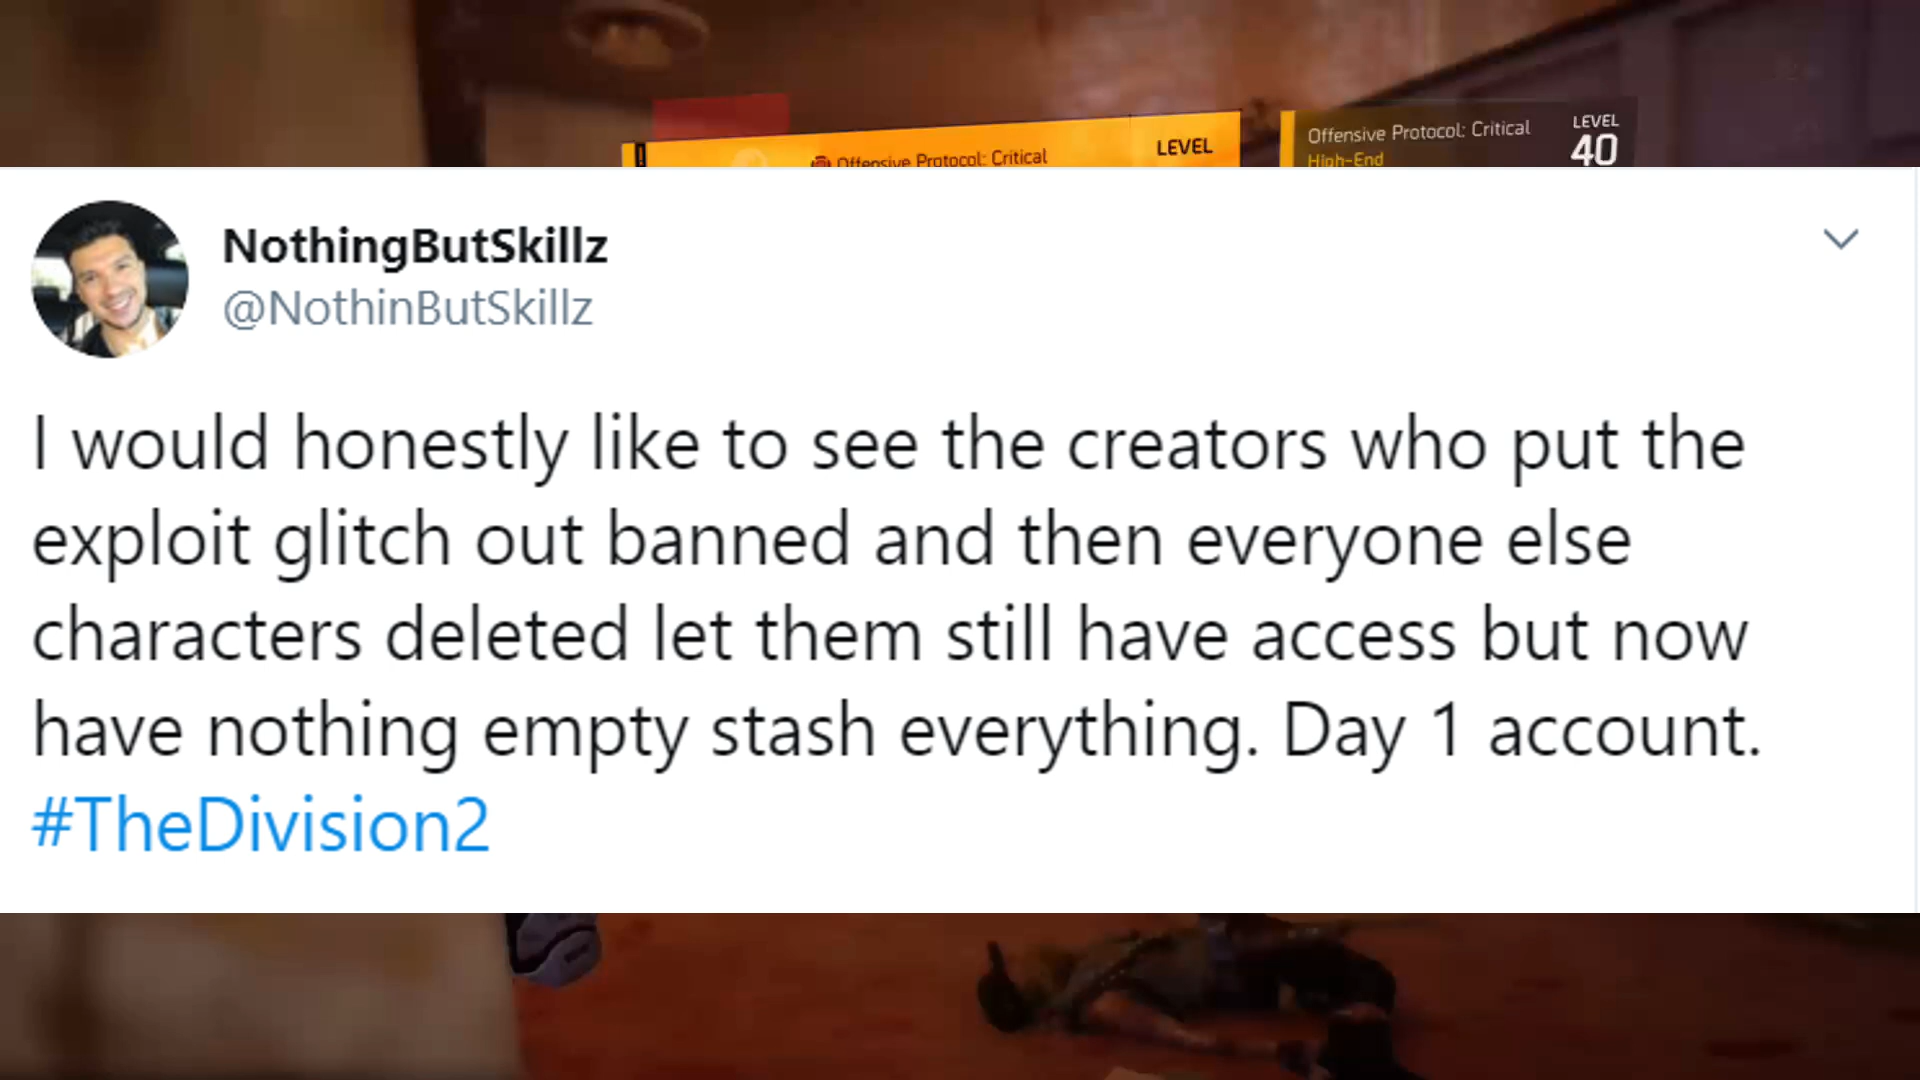 Offensive Protocol: Critical
LEVEL
Offensive Protocol: Critical
High-End
LEVEL
40
NothingButSkillz
@NothinButSkillz
I would honestly like to see the creators who put the
exploit glitch out banned and then everyone else
characters deleted let them still have access but now
have nothing empty stash everything. Day 1 account.
#TheDivision2